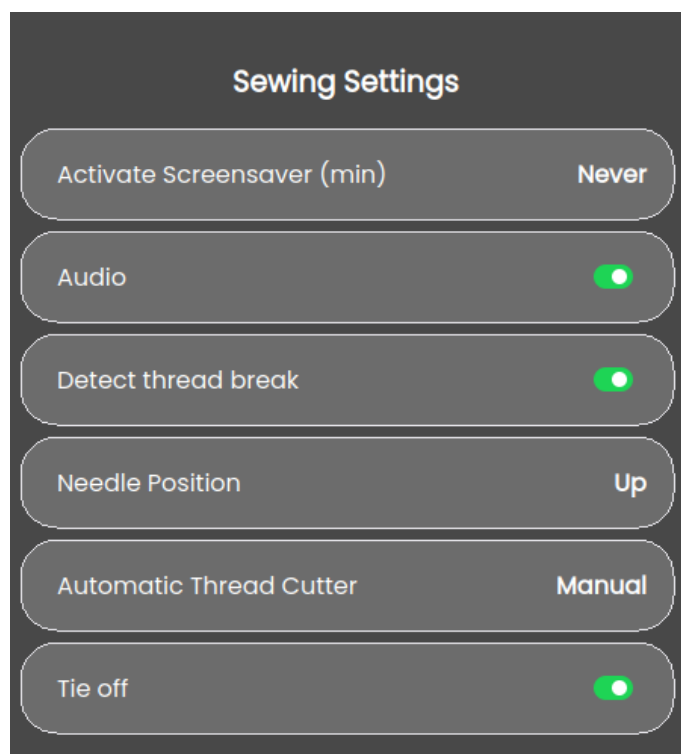 Sewing Settings
Activate Screensaver (min) Never
Audio
Detect thread break
Needle Position Up
Automatic Thread Cutter Manual
Tie off